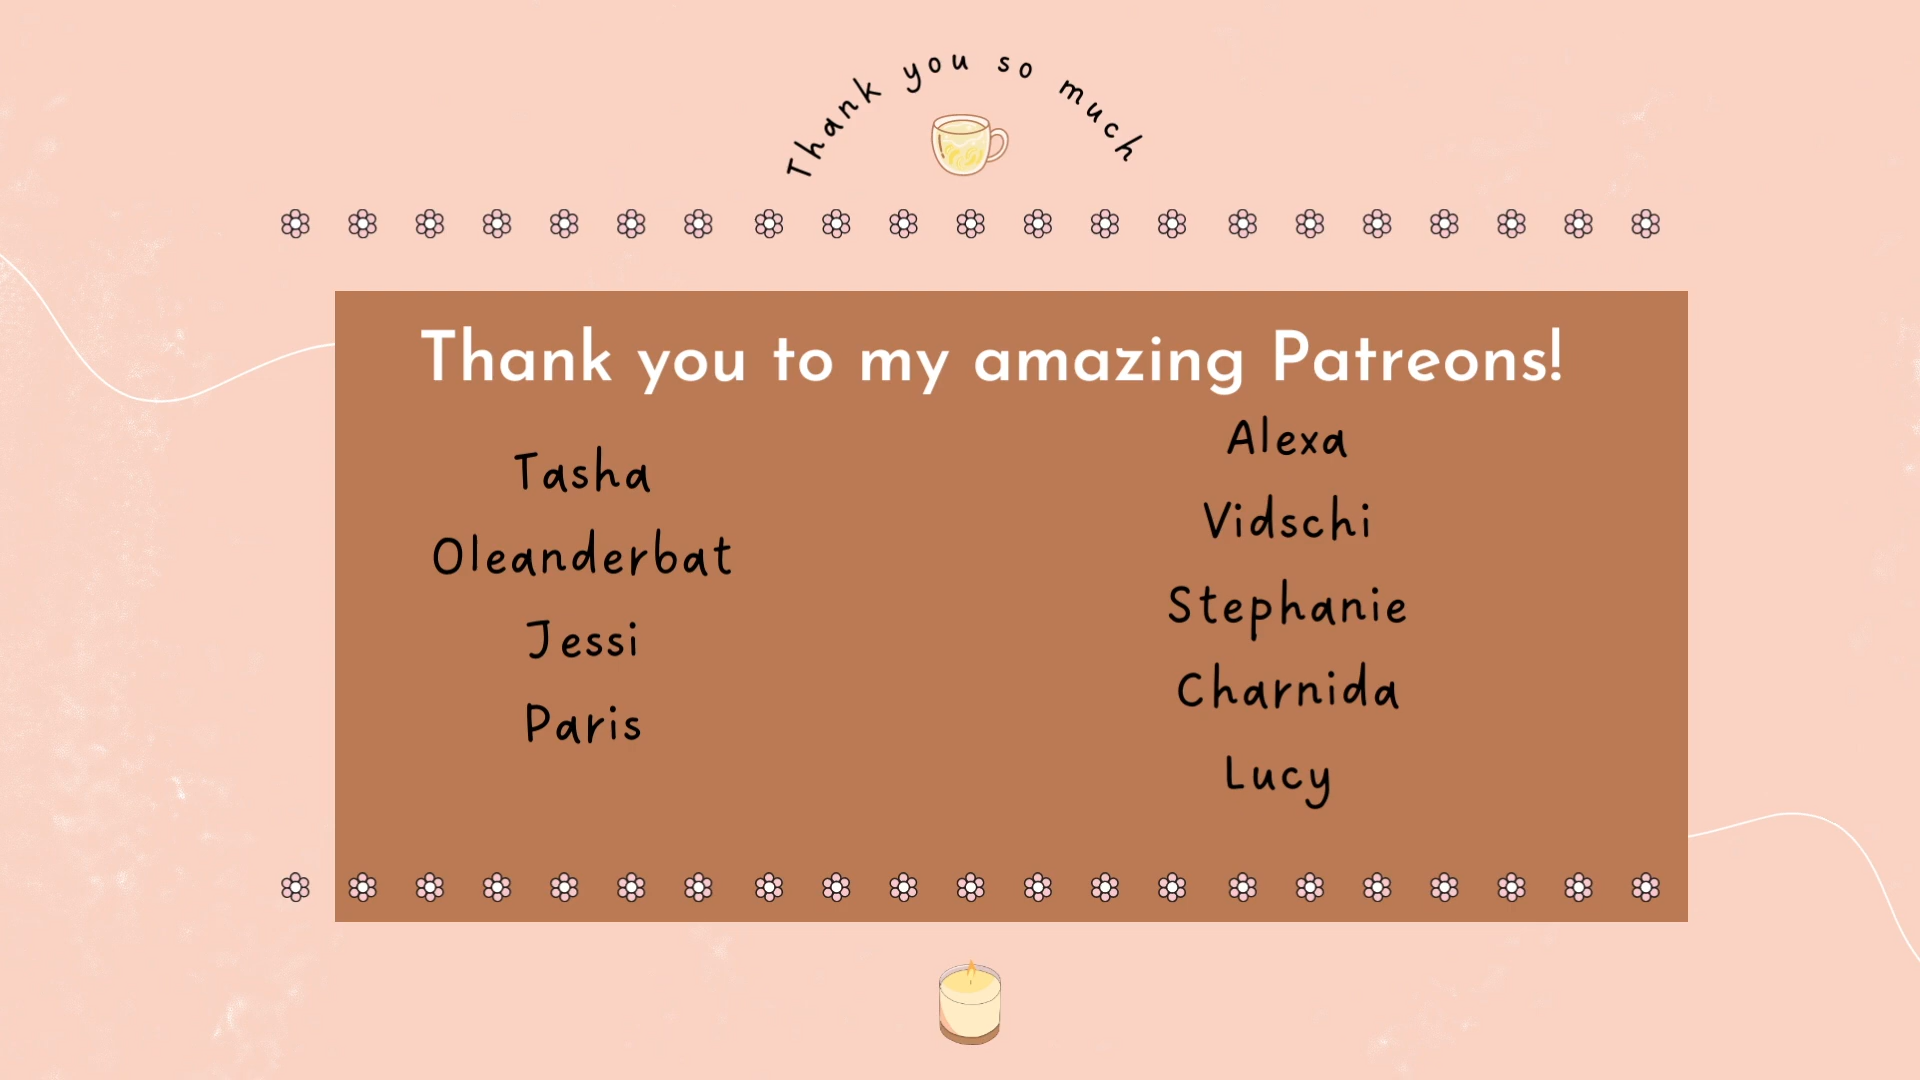 Thank you so much
Thank you to my amazing Patreons!
Tasha
Oleanderbat
Jessi
Paris
Alexa
Vidschi
Stephanie
Charnida
Lucy